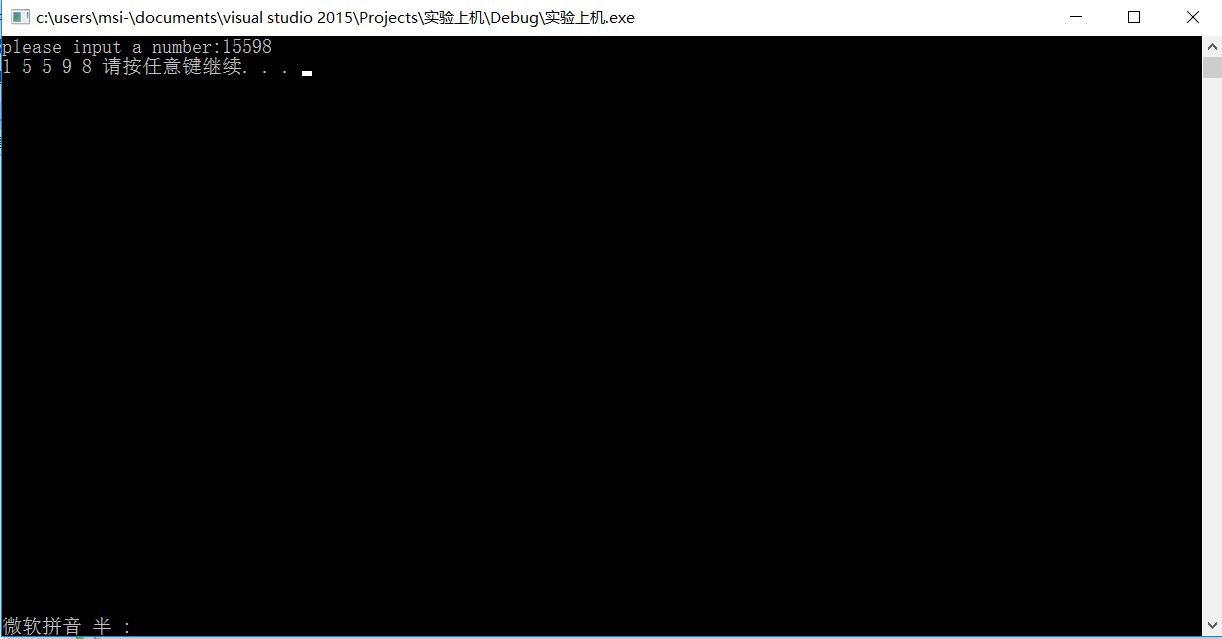 c:\users\msi-\documents\visual studio 2015\Projects\实验上机\Debug\实验上机.exe
please input a number:15598
1 5 5 9 8 请按任意键继续. . .
微软拼音 半 :